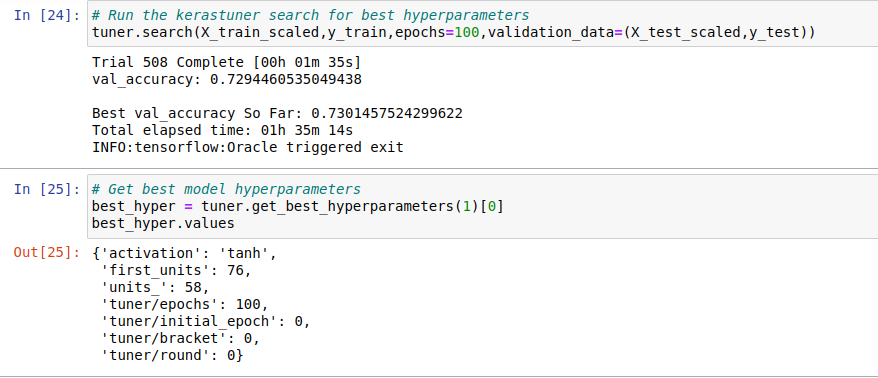 In [24]: # Run the kerastuner search for best hyperparameters
tuner.search(X_train_scaled,y_train,epochs=100,validation_data=(X_test_scaled,y_test))
Trial 508 Complete [00h 01m 35s]
val_accuracy: 0.7294460535049438
Best val_accuracy So Far: 0.7301457524299622
Total elapsed time: 01h 35m 14s
INFO:tensorflow:Oracle triggered exit
In [25]: # Get best model hyperparameters
best_hyper = tuner.get_best_hyperparameters(1)[0]
best_hyper.values
Out[25]: {'activation': 'tanh',
'first_units': 76,
'units_': 58,
'tuner/epochs': 100,
'tuner/initial_epoch': 0,
'tuner/bracket': 0,
'tuner/round': 0}